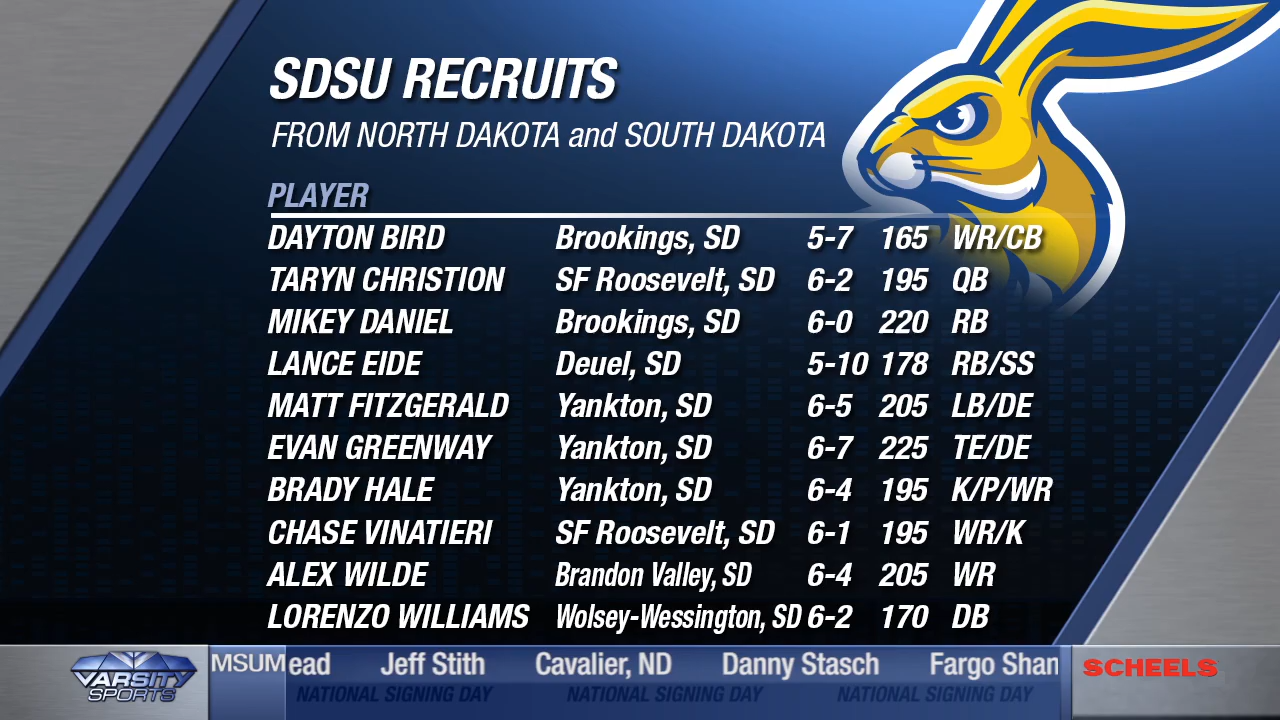 SDSU RECRUITS
FROM NORTH DAKOTA and SOUTH DAKOTA
PLAYER
DAYTON BIRD Brookings, SD 5-7 165 WR/CB
TARYN CHRISTION SF Roosevelt, SD 6-2 195 QB
MIKEY DANIEL Brookings, SD 6-0 220 RB
LANCE EIDE Deuel, SD 5-10 178 RB/SS
MATT FITZGERALD Yankton, SD 6-5 205 LB/DE
EVAN GREENWAY Yankton, SD 6-7 225 TE/DE
BRADY HALE Yankton, SD 6-4 195 K/P/WR
CHASE VINATIERI SF Roosevelt, SD 6-1 195 WR/K
ALEX WILDE Brandon Valley, SD 6-4 205 WR
LORENZO WILLIAMS Wolsey-Wessington, SD 6-2 170 DB
VARSITY SPORTS
MSUM ead Jeff Stith Cavalier, ND Danny Stasch Fargo Shan
NATIONAL SIGNING DAY NATIONAL SIGNING DAY NATIONAL SIGNING DAY
SCHEELS